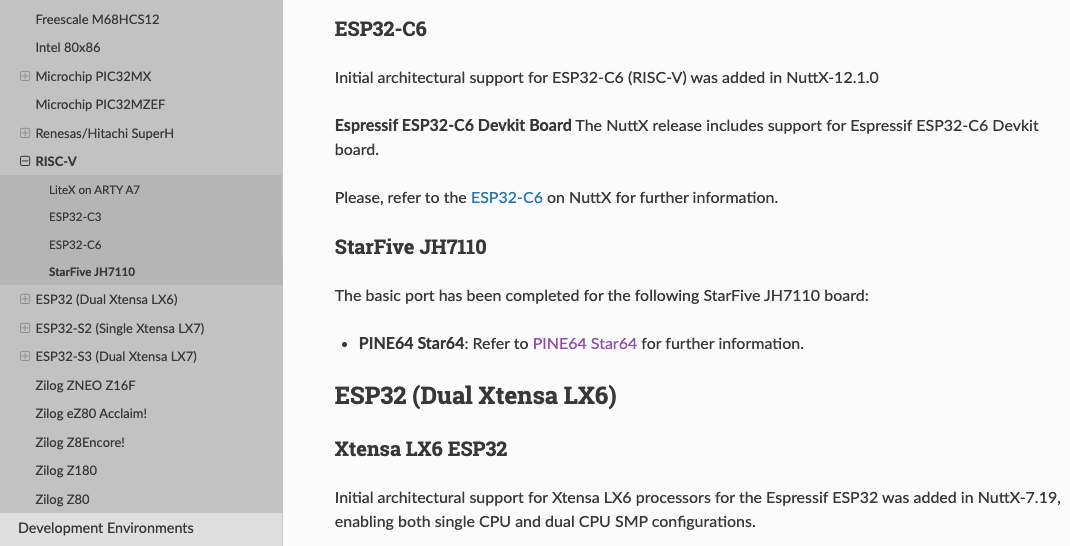 Freescale M68HCS12
Intel 80x86
Microchip PIC32MX
Microchip PIC32MZEF
Renesas/Hitachi SuperH
RISC-V
LiteX on ARTY A7
ESP32-C3
ESP32-C6
StarFive JH7110
ESP32 (Dual Xtensa LX6)
ESP32-S2 (Single Xtensa LX7)
ESP32-S3 (Dual Xtensa LX7)
Zilog ZNEO Z16F
Zilog eZ80 Acclaim!
Zilog Z8Encore!
Zilog Z180
Zilog Z80
Development Environments
ESP32-C6
Initial architectural support for ESP32-C6 (RISC-V) was added in NuttX-12.1.0
Espressif ESP32-C6 Devkit Board The NuttX release includes support for Espressif ESP32-C6 Devkit
board.
Please, refer to the ESP32-C6 on NuttX for further information.
StarFive JH7110
The basic port has been completed for the following StarFive JH7110 board:
• PINE64 Star64: Refer to PINE64 Star64 for further information.
ESP32 (Dual Xtensa LX6)
Xtensa LX6 ESP32
Initial architectural support for Xtensa LX6 processors for the Espressif ESP32 was added in NuttX-7.19,
enabling both single CPU and dual CPU SMP configurations.